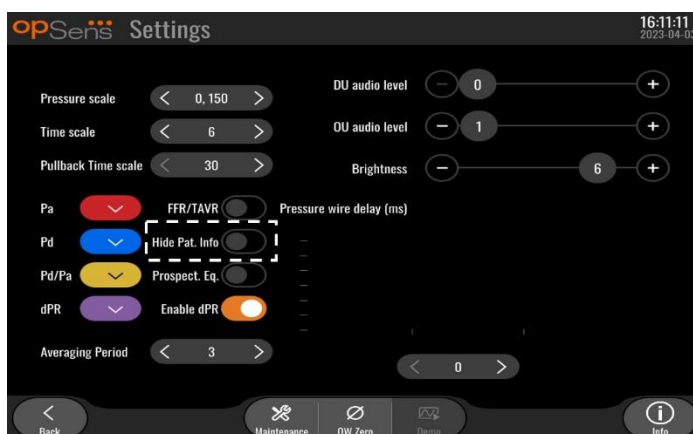 opSens Settings
16:11:11
2023-04-03
Pressure scale < 0, 150 >
DU audio level − 0 +
Time scale < 6 >
OU audio level − 1 +
Pullback Time scale < 30 >
Brightness − 6 +
Pa
FFR/TAVR
Pressure wire delay (ms)
Pd
Hide Pat. Info
Pd/Pa
Prospect. Eq.
dPR
Enable dPR
Averaging Period < 3 >
< 0 >
Back
Maintenance
OW Zero
Demo
Info